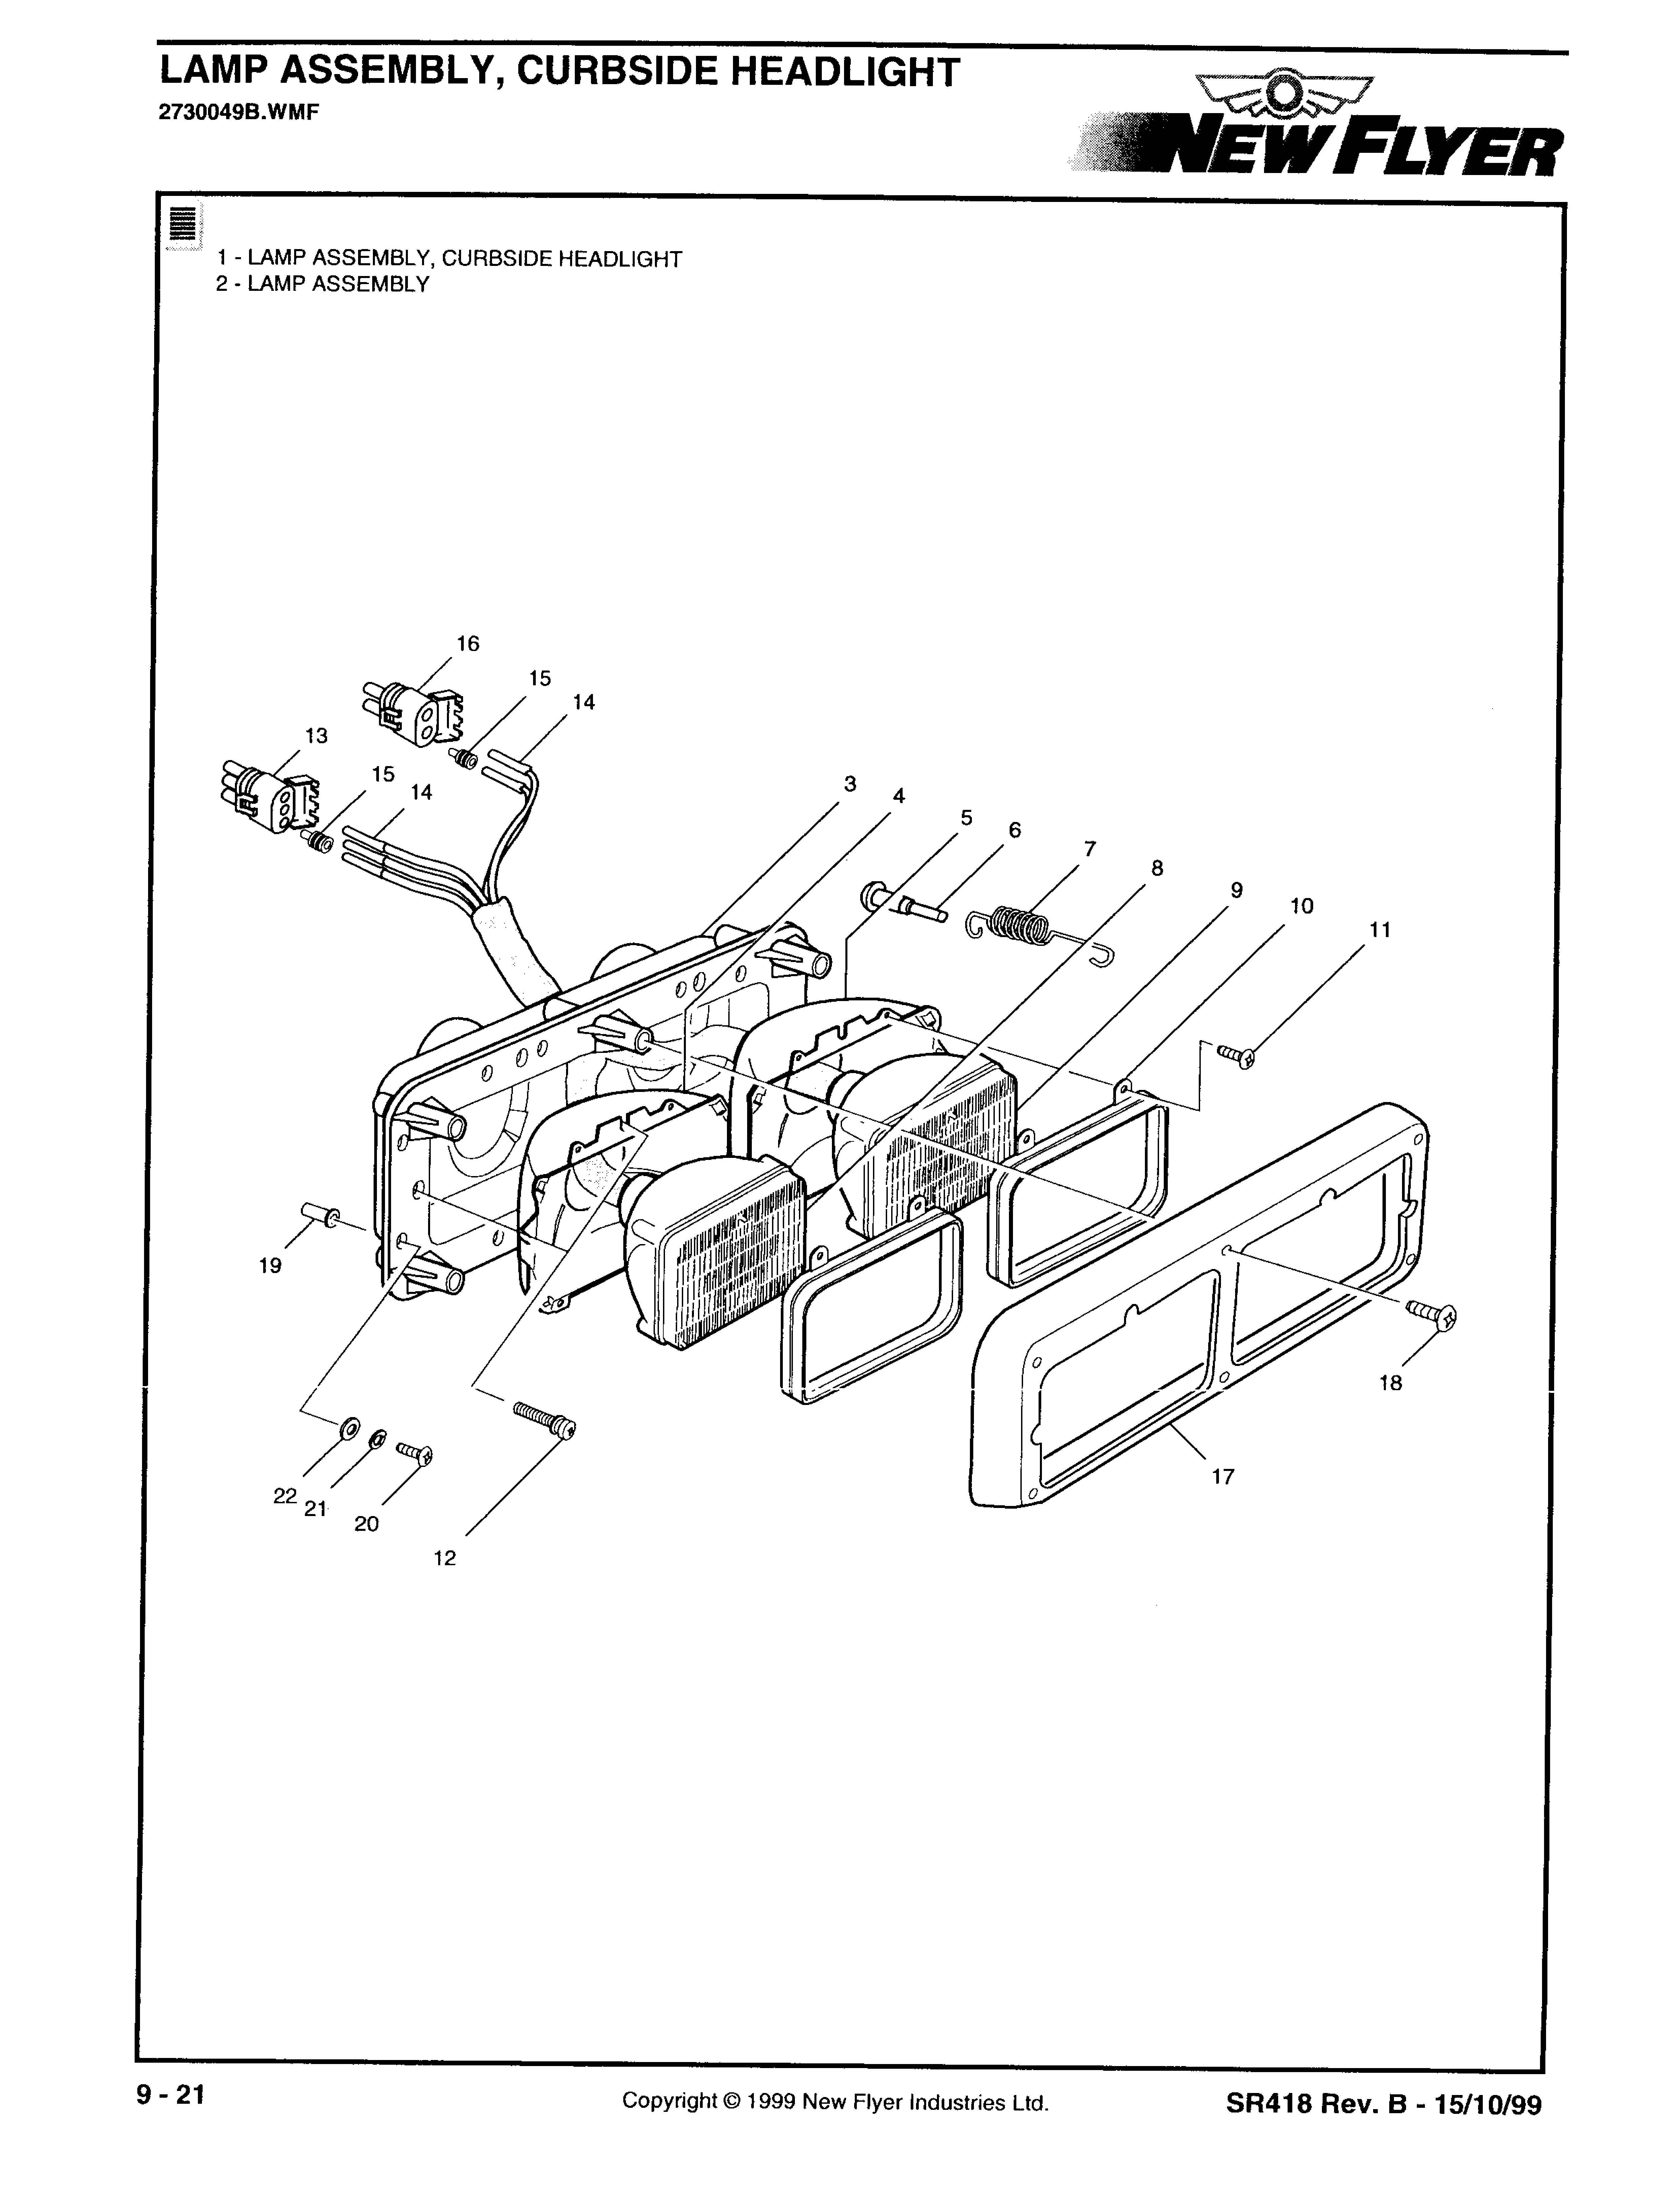 LAMP ASSEMBLY, CURBSIDE HEADLIGHT
2730049B.WMF
NEW FLYER
1 - LAMP ASSEMBLY, CURBSIDE HEADLIGHT
2 - LAMP ASSEMBLY
16
15
14
13
15
14
3
4
5
6
7
8
9
10
11
19
18
17
22
21
20
12
9 - 21
Copyright © 1999 New Flyer Industries Ltd.
SR418 Rev. B - 15/10/99